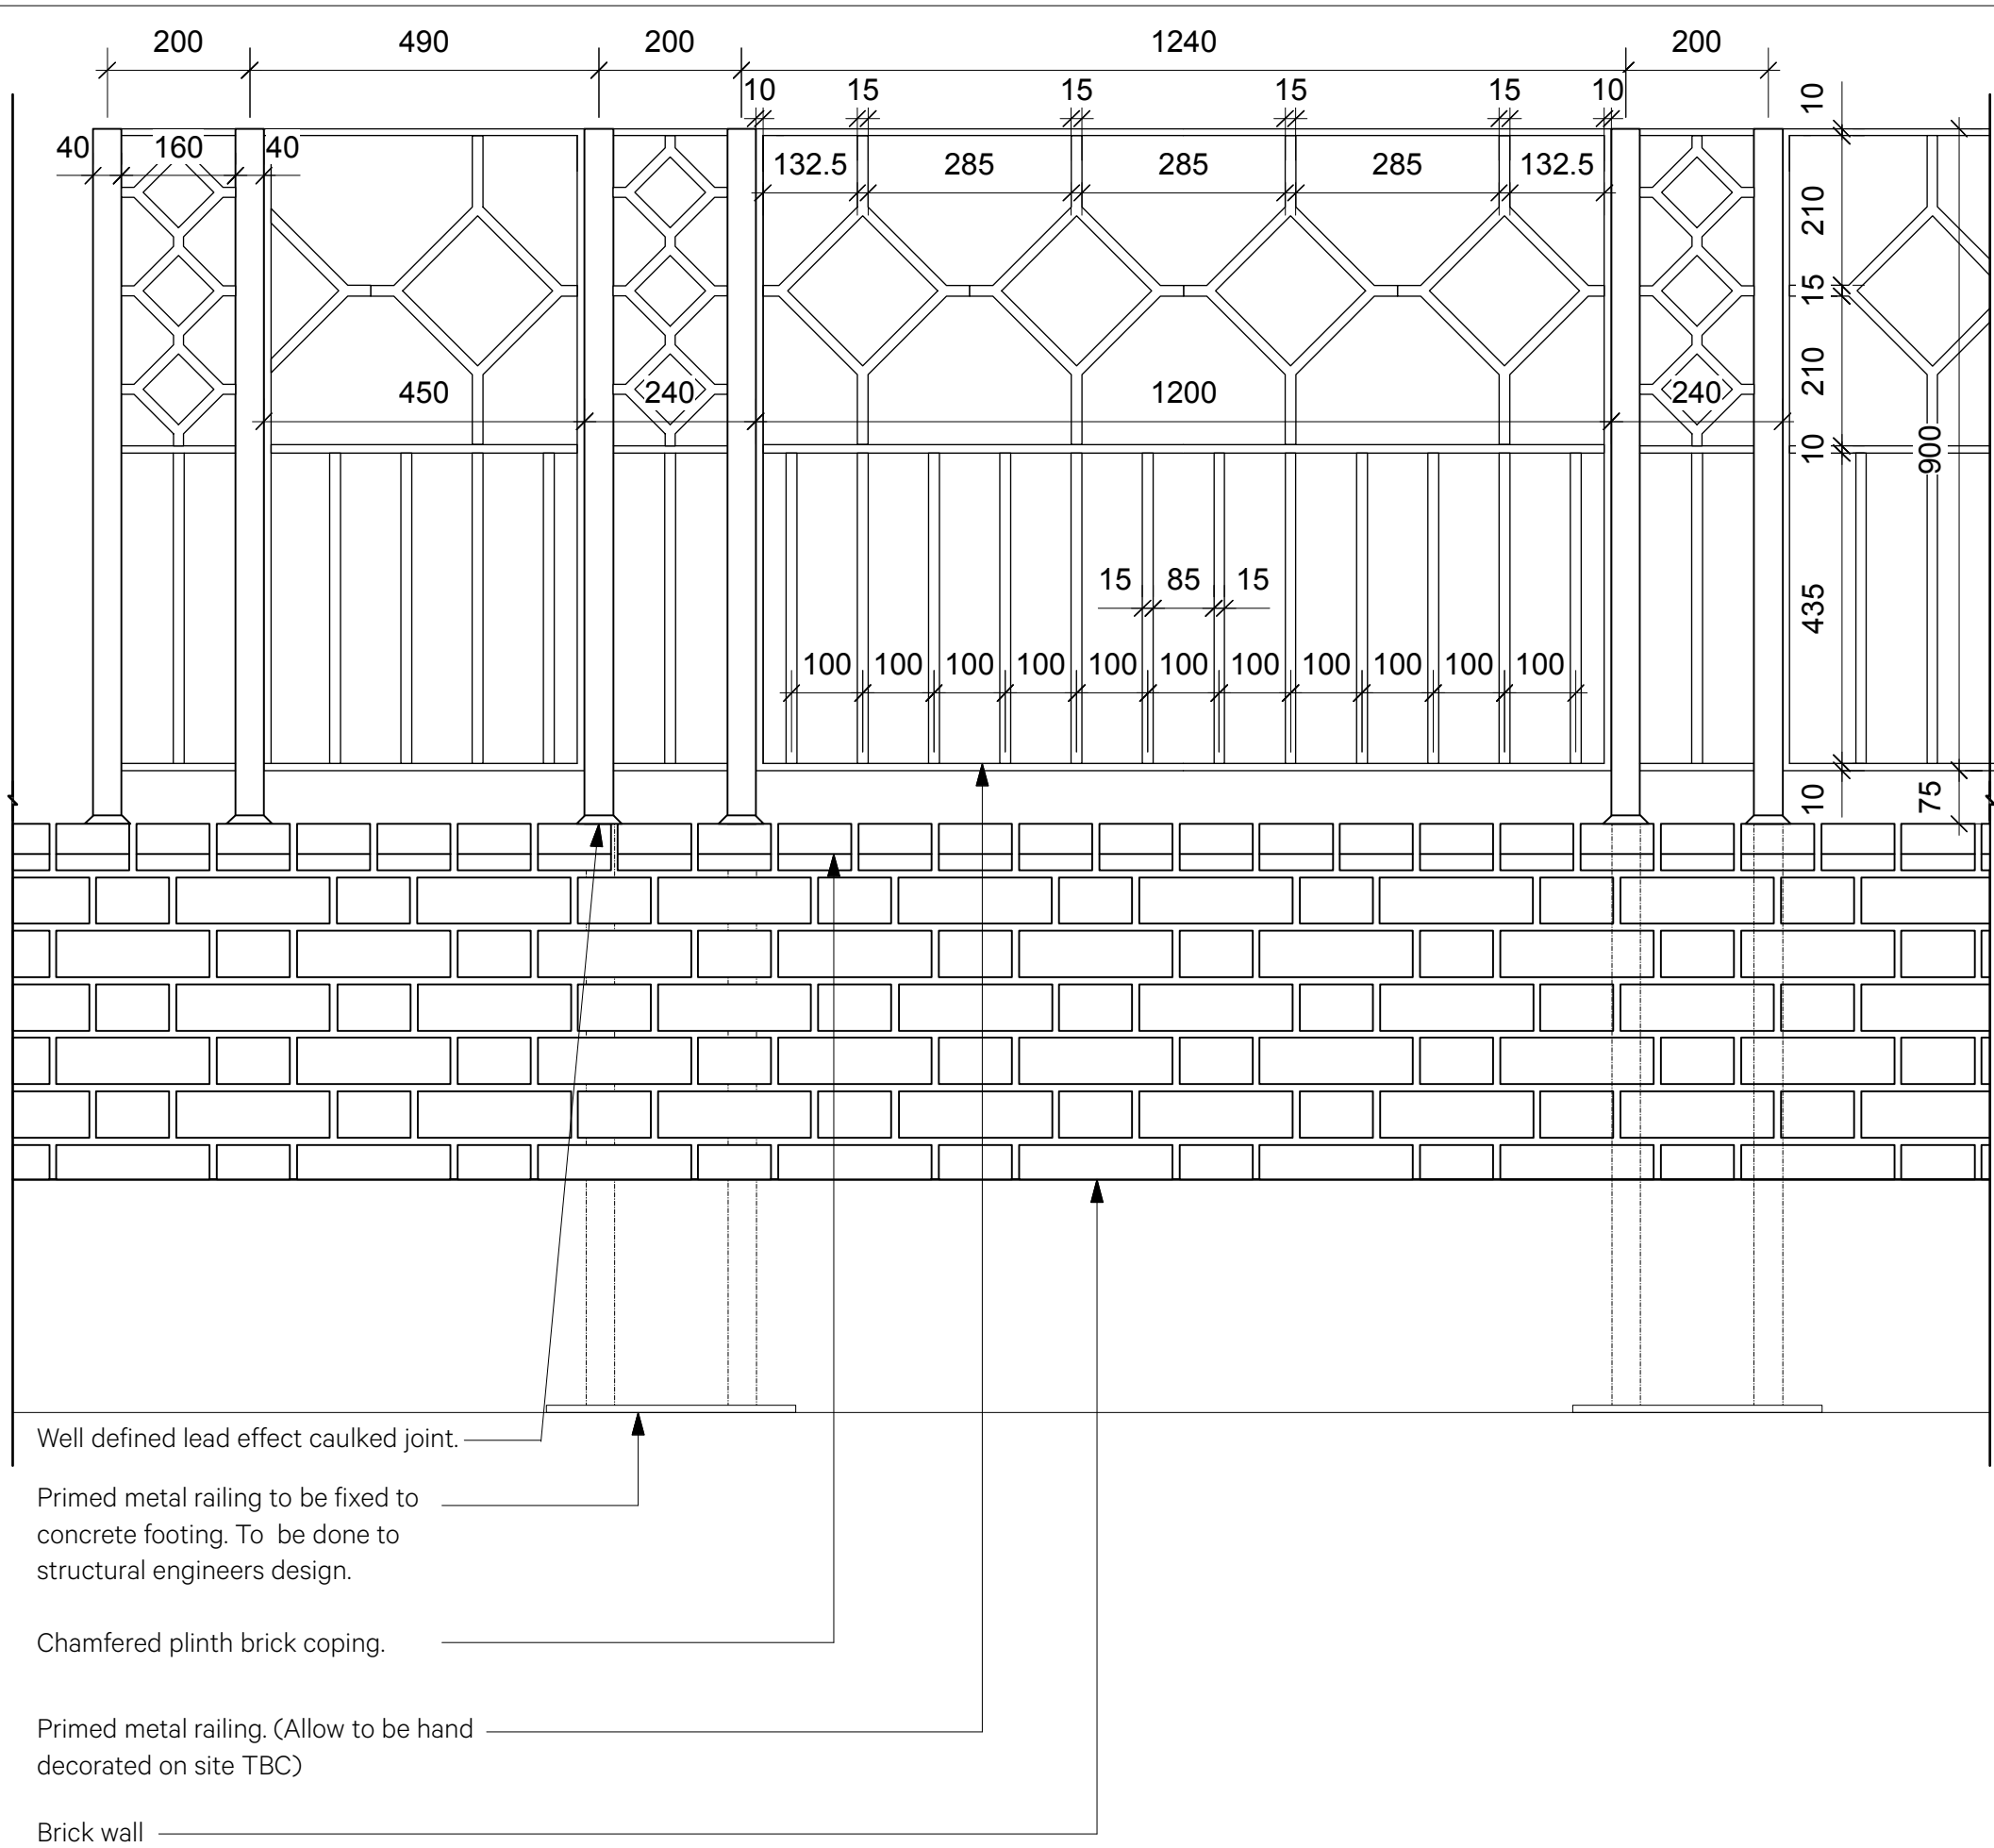 200 490 200 1240 200
10 15 15 15 15 10 10
40 160 40 132.5 285 285 285 132.5
210
15
450 240 1200 240 210
10 900
15 85 15 435
100 100 100 100 100 100 100 100 100 100 100
10 75
Well defined lead effect caulked joint.
Primed metal railing to be fixed to
concrete footing. To be done to
structural engineers design.
Chamfered plinth brick coping.
Primed metal railing. (Allow to be hand
decorated on site TBC)
Brick wall